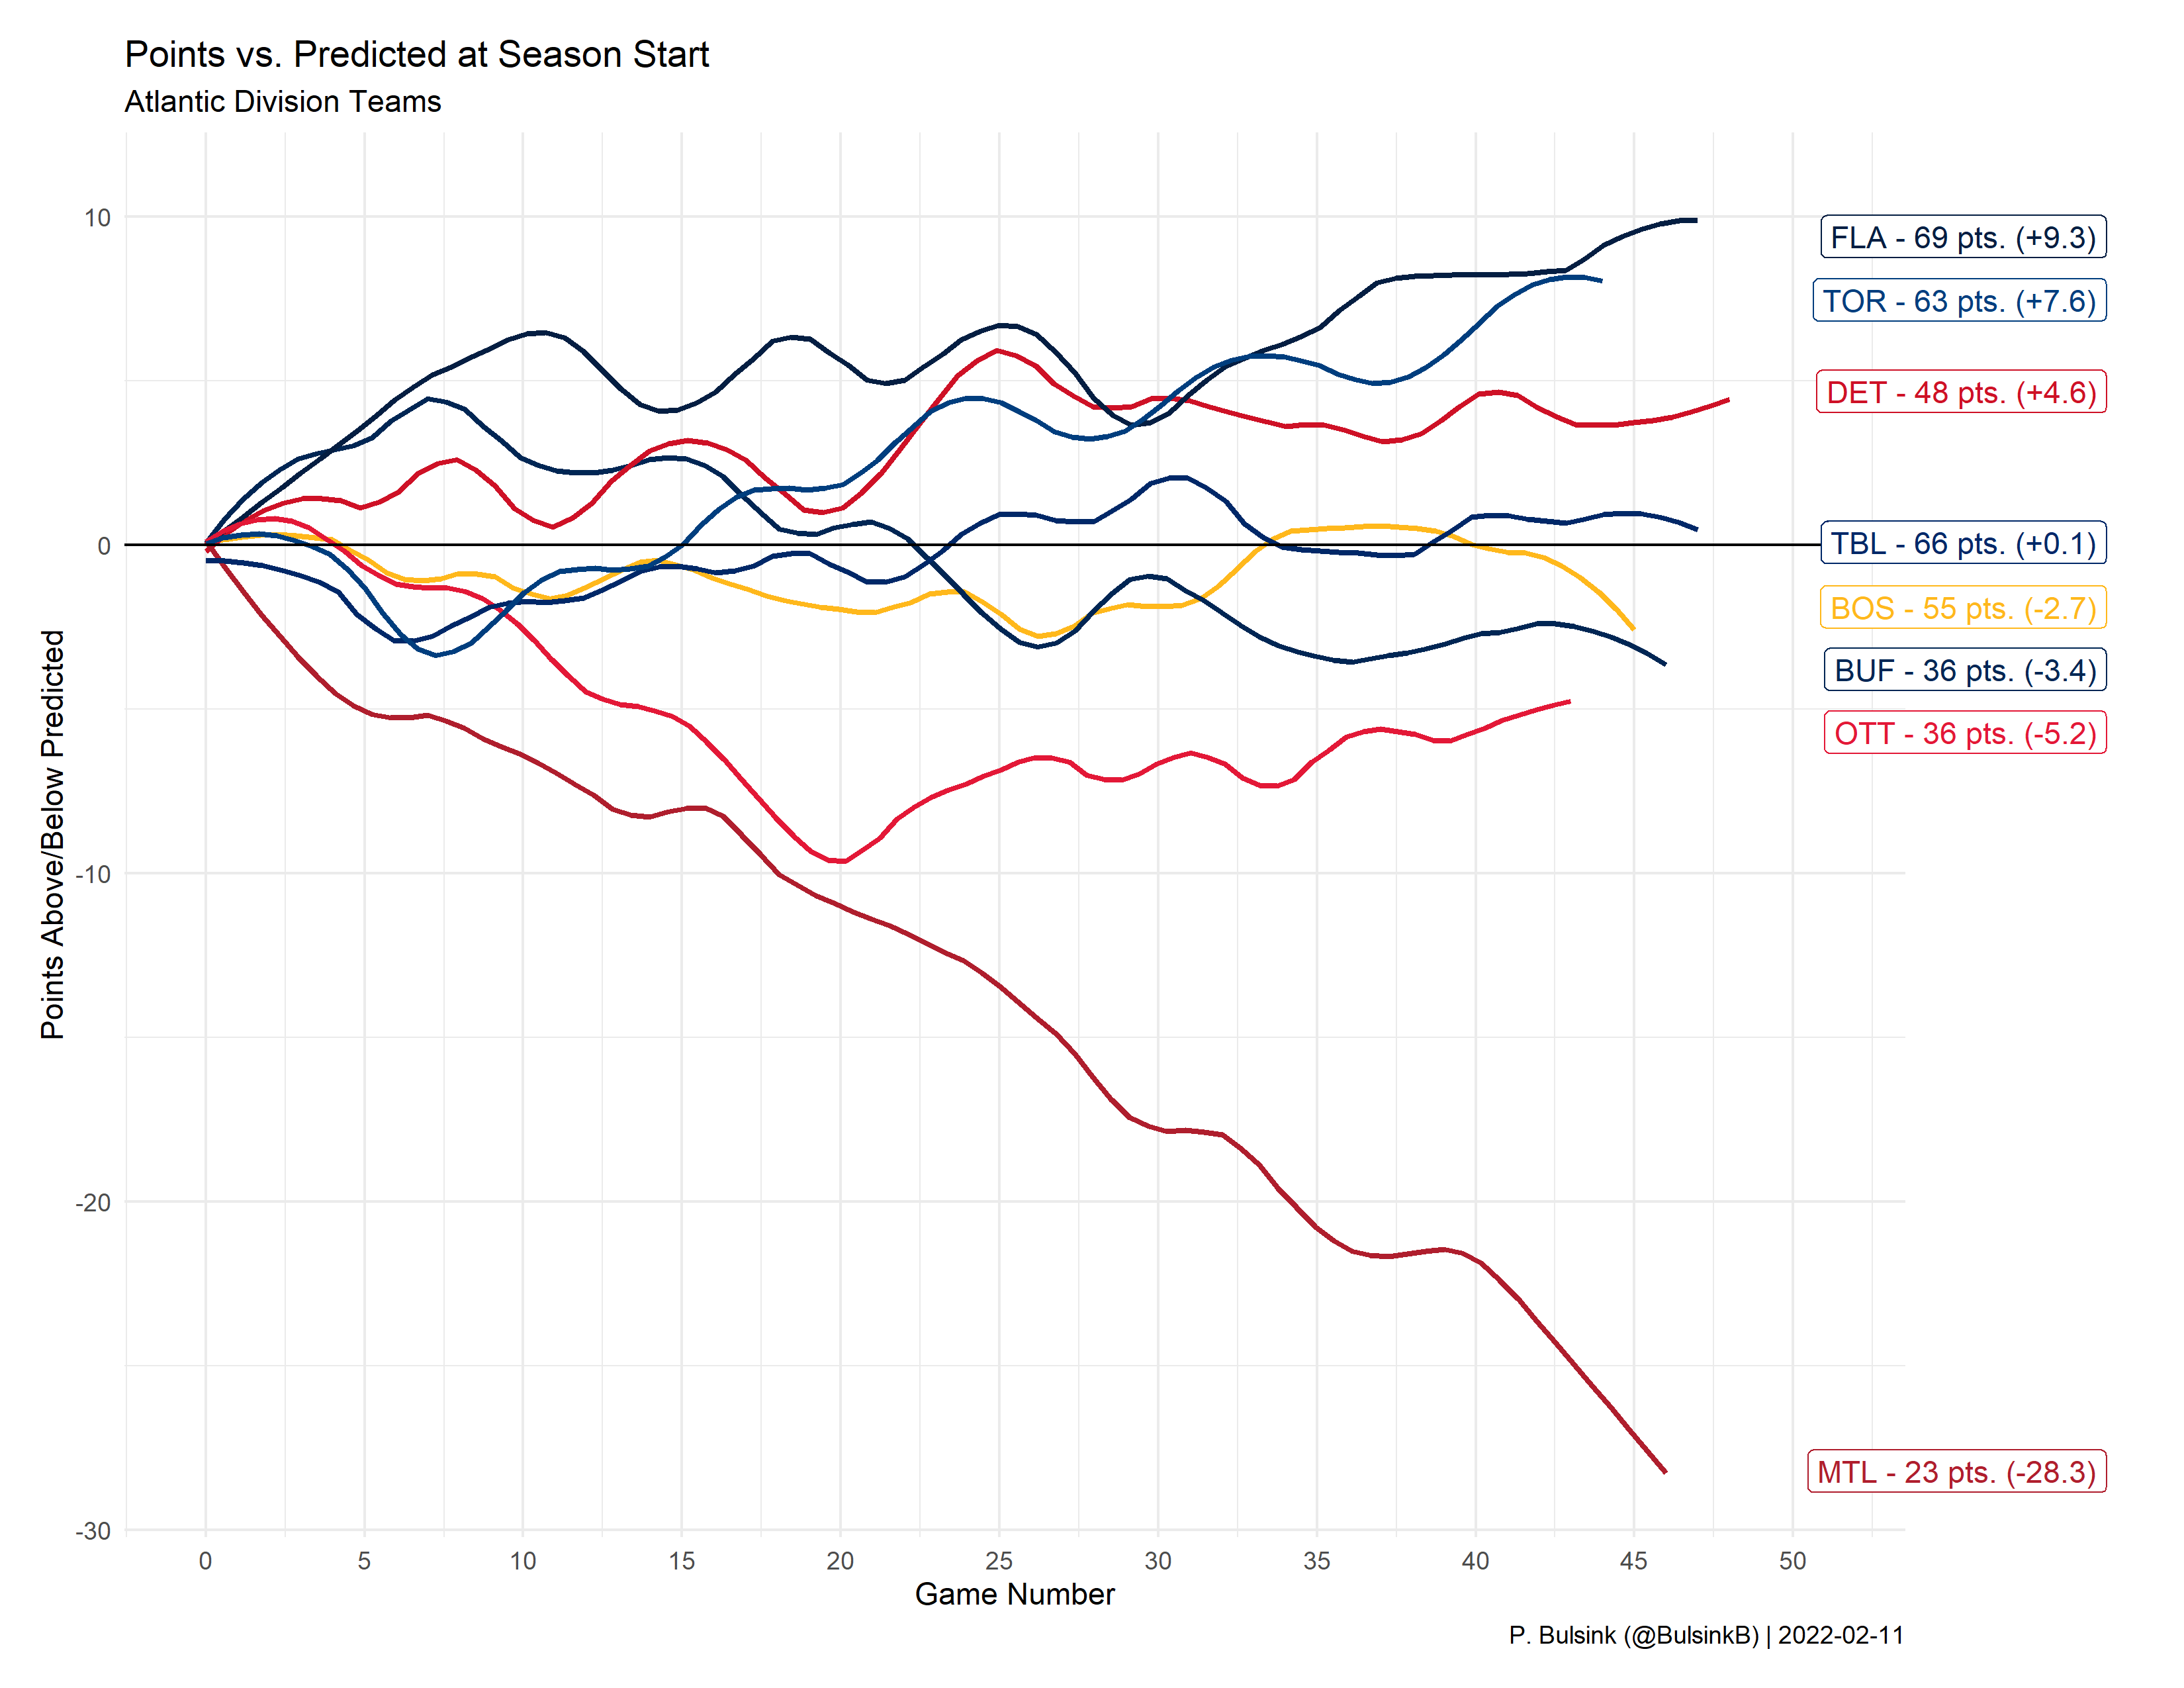 Points vs. Predicted at Season Start
Atlantic Division Teams
Points Above/Below Predicted
10
0
-10
-20
-30
FLA - 69 pts. (+9.3)
TOR - 63 pts. (+7.6)
DET - 48 pts. (+4.6)
TBL - 66 pts. (+0.1)
BOS - 55 pts. (-2.7)
BUF - 36 pts. (-3.4)
OTT - 36 pts. (-5.2)
MTL - 23 pts. (-28.3)
0 5 10 15 20 25 30 35 40 45 50
Game Number
P. Bulsink (@BulsinkB) | 2022-02-11